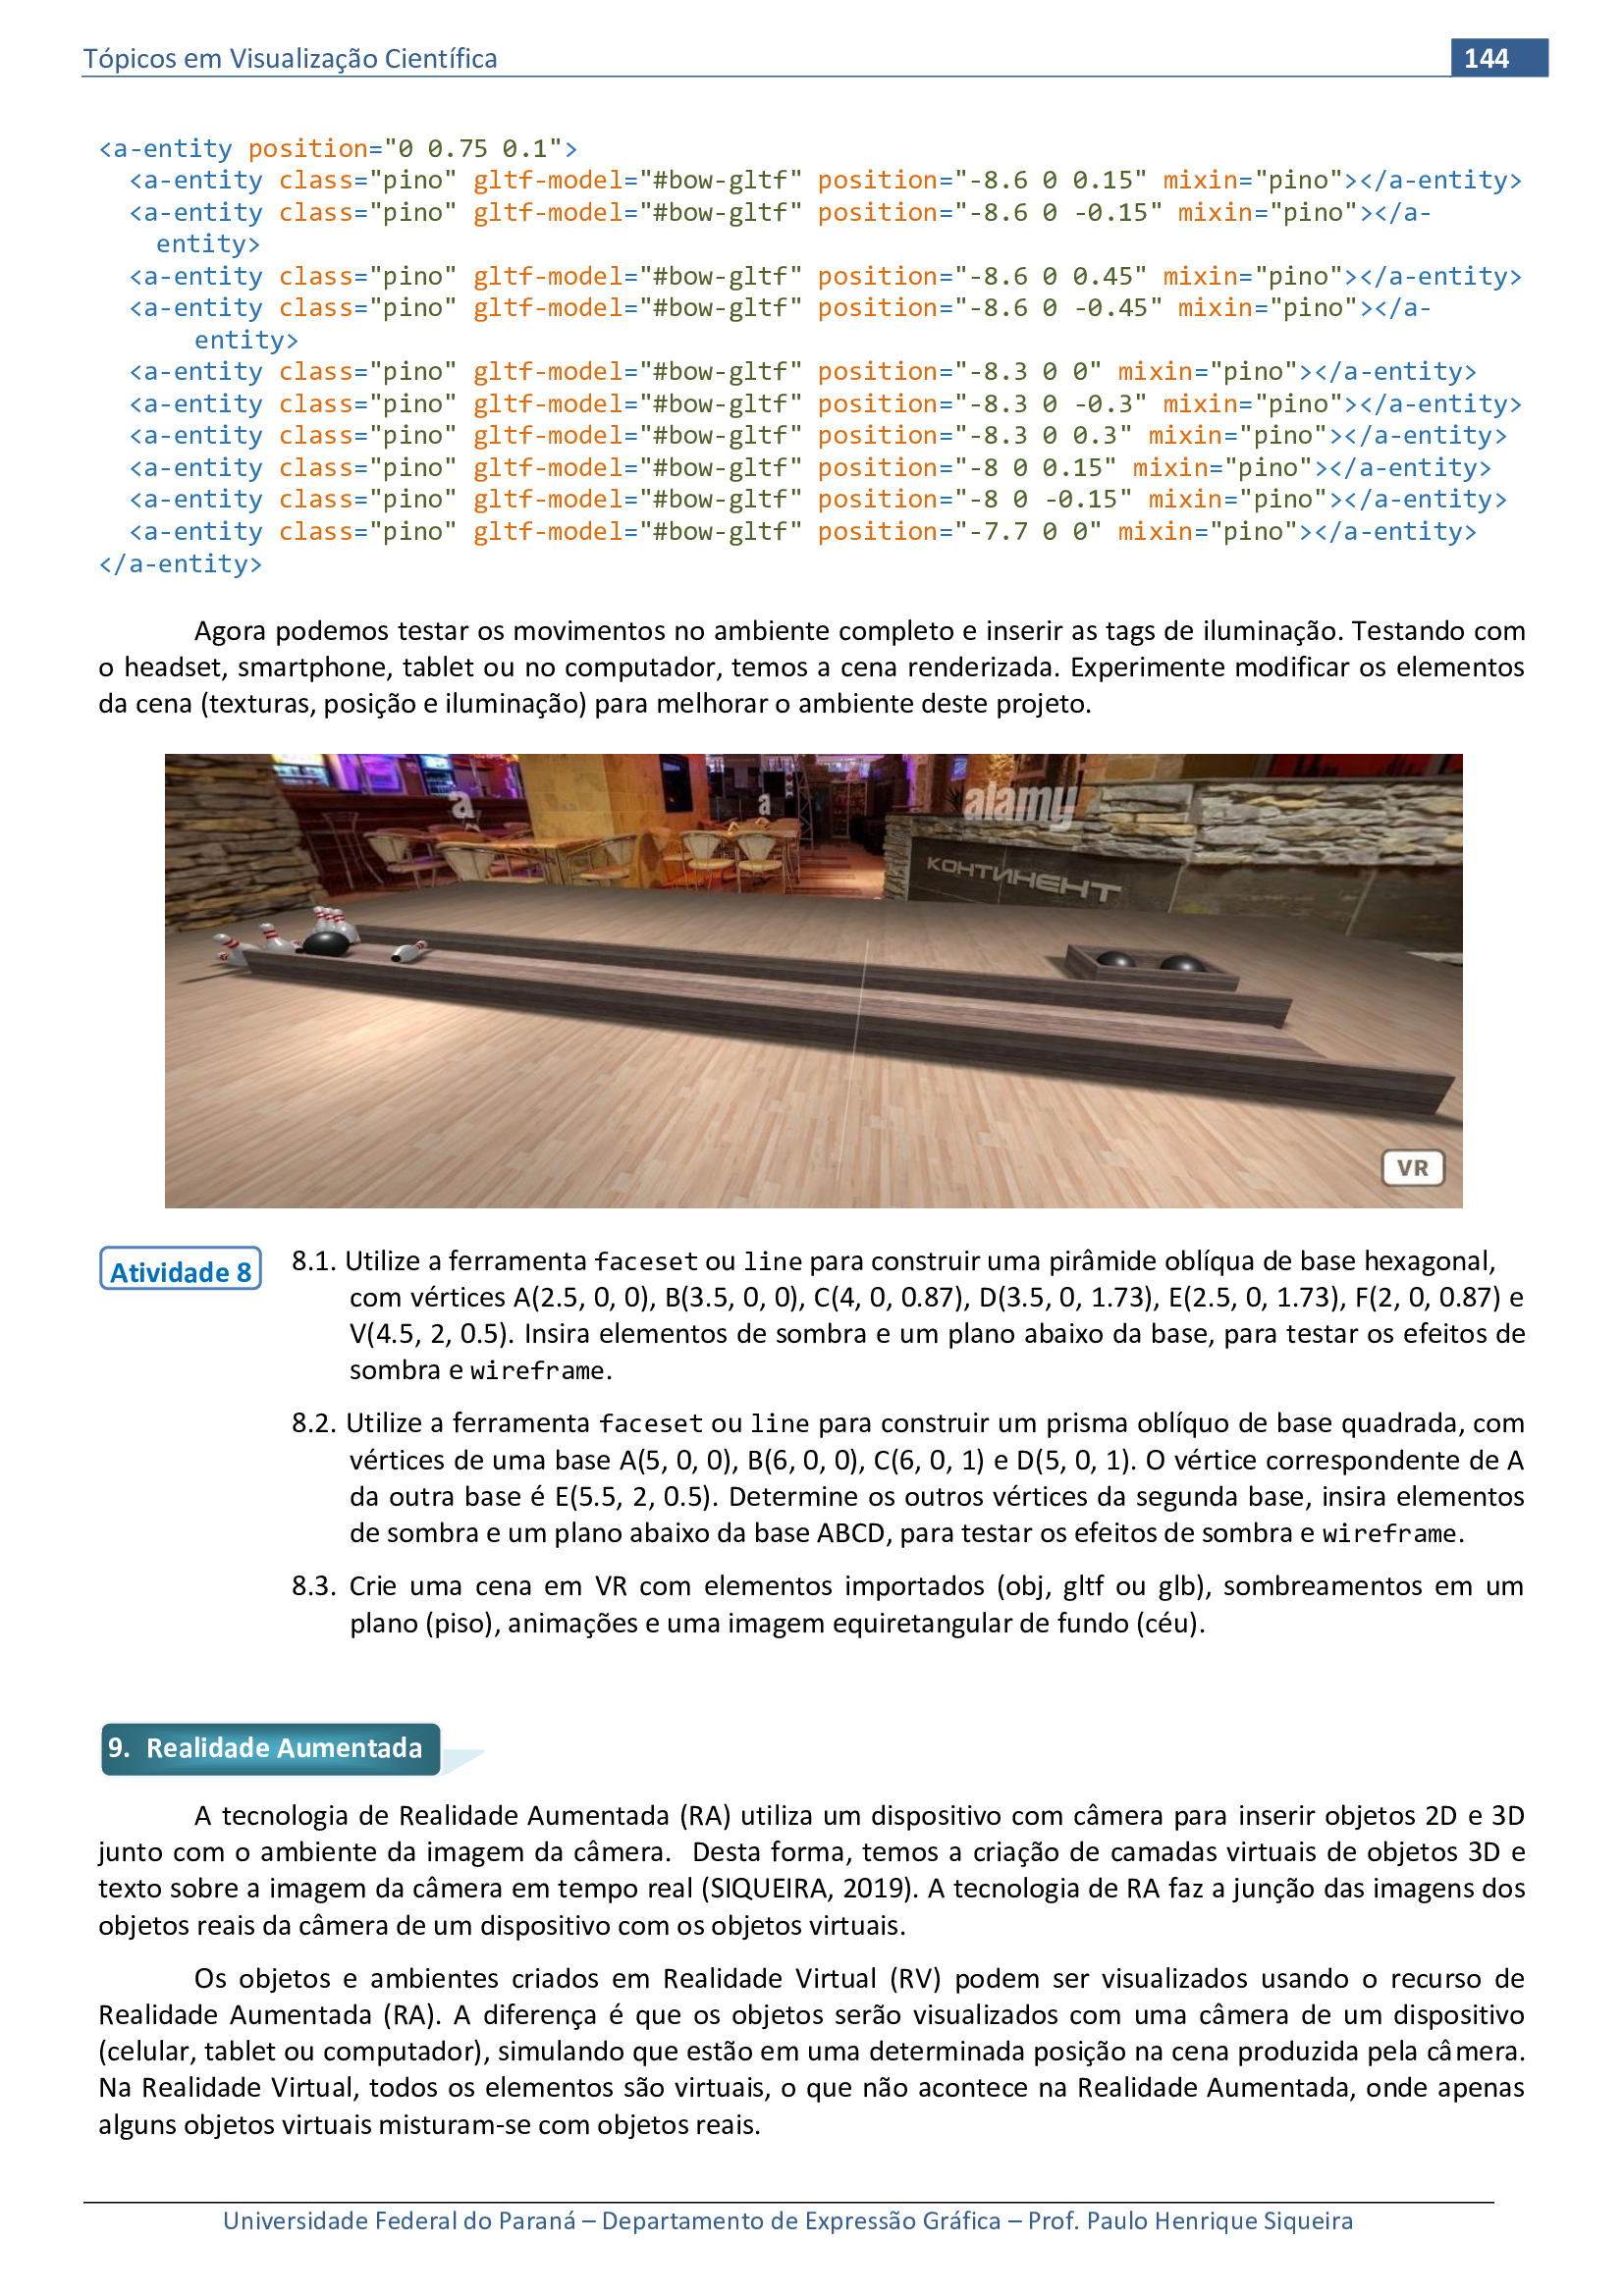 Tópicos em Visualização Científica 144
<a-entity position="0 0.75 0.1">
<a-entity class="pino" gltf-model="#bow-gltf" position="-8.6 0 0.15" mixin="pino"></a-entity>
<a-entity class="pino" gltf-model="#bow-gltf" position="-8.6 0 -0.15" mixin="pino"></a-
entity>
<a-entity class="pino" gltf-model="#bow-gltf" position="-8.6 0 0.45" mixin="pino"></a-entity>
<a-entity class="pino" gltf-model="#bow-gltf" position="-8.6 0 -0.45" mixin="pino"></a-
entity>
<a-entity class="pino" gltf-model="#bow-gltf" position="-8.3 0 0" mixin="pino"></a-entity>
<a-entity class="pino" gltf-model="#bow-gltf" position="-8.3 0 -0.3" mixin="pino"></a-entity>
<a-entity class="pino" gltf-model="#bow-gltf" position="-8.3 0 0.3" mixin="pino"></a-entity>
<a-entity class="pino" gltf-model="#bow-gltf" position="-8 0 0.15" mixin="pino"></a-entity>
<a-entity class="pino" gltf-model="#bow-gltf" position="-8 0 -0.15" mixin="pino"></a-entity>
<a-entity class="pino" gltf-model="#bow-gltf" position="-7.7 0 0" mixin="pino"></a-entity>
</a-entity>
Agora podemos testar os movimentos no ambiente completo e inserir as tags de iluminação. Testando com
o headset, smartphone, tablet ou no computador, temos a cena renderizada. Experimente modificar os elementos
da cena (texturas, posição e iluminação) para melhorar o ambiente deste projeto.
a a alamy
КОНТИНЕНТ
VR
Atividade 8
8.1. Utilize a ferramenta faceset ou line para construir uma pirâmide oblíqua de base hexagonal,
com vértices A(2.5, 0, 0), B(3.5, 0, 0), C(4, 0, 0.87), D(3.5, 0, 1.73), E(2.5, 0, 1.73), F(2, 0, 0.87) e
V(4.5, 2, 0.5). Insira elementos de sombra e um plano abaixo da base, para testar os efeitos de
sombra e wireframe.
8.2. Utilize a ferramenta faceset ou line para construir um prisma oblíquo de base quadrada, com
vértices de uma base A(5, 0, 0), B(6, 0, 0), C(6, 0, 1) e D(5, 0, 1). O vértice correspondente de A
da outra base é E(5.5, 2, 0.5). Determine os outros vértices da segunda base, insira elementos
de sombra e um plano abaixo da base ABCD, para testar os efeitos de sombra e wireframe.
8.3. Crie uma cena em VR com elementos importados (obj, gltf ou glb), sombreamentos em um
plano (piso), animações e uma imagem equiretangular de fundo (céu).
9. Realidade Aumentada
A tecnologia de Realidade Aumentada (RA) utiliza um dispositivo com câmera para inserir objetos 2D e 3D
junto com o ambiente da imagem da câmera. Desta forma, temos a criação de camadas virtuais de objetos 3D e
texto sobre a imagem da câmera em tempo real (SIQUEIRA, 2019). A tecnologia de RA faz a junção das imagens dos
objetos reais da câmera de um dispositivo com os objetos virtuais.
Os objetos e ambientes criados em Realidade Virtual (RV) podem ser visualizados usando o recurso de
Realidade Aumentada (RA). A diferença é que os objetos serão visualizados com uma câmera de um dispositivo
(celular, tablet ou computador), simulando que estão em uma determinada posição na cena produzida pela câmera.
Na Realidade Virtual, todos os elementos são virtuais, o que não acontece na Realidade Aumentada, onde apenas
alguns objetos virtuais misturam-se com objetos reais.
Universidade Federal do Paraná – Departamento de Expressão Gráfica – Prof. Paulo Henrique Siqueira